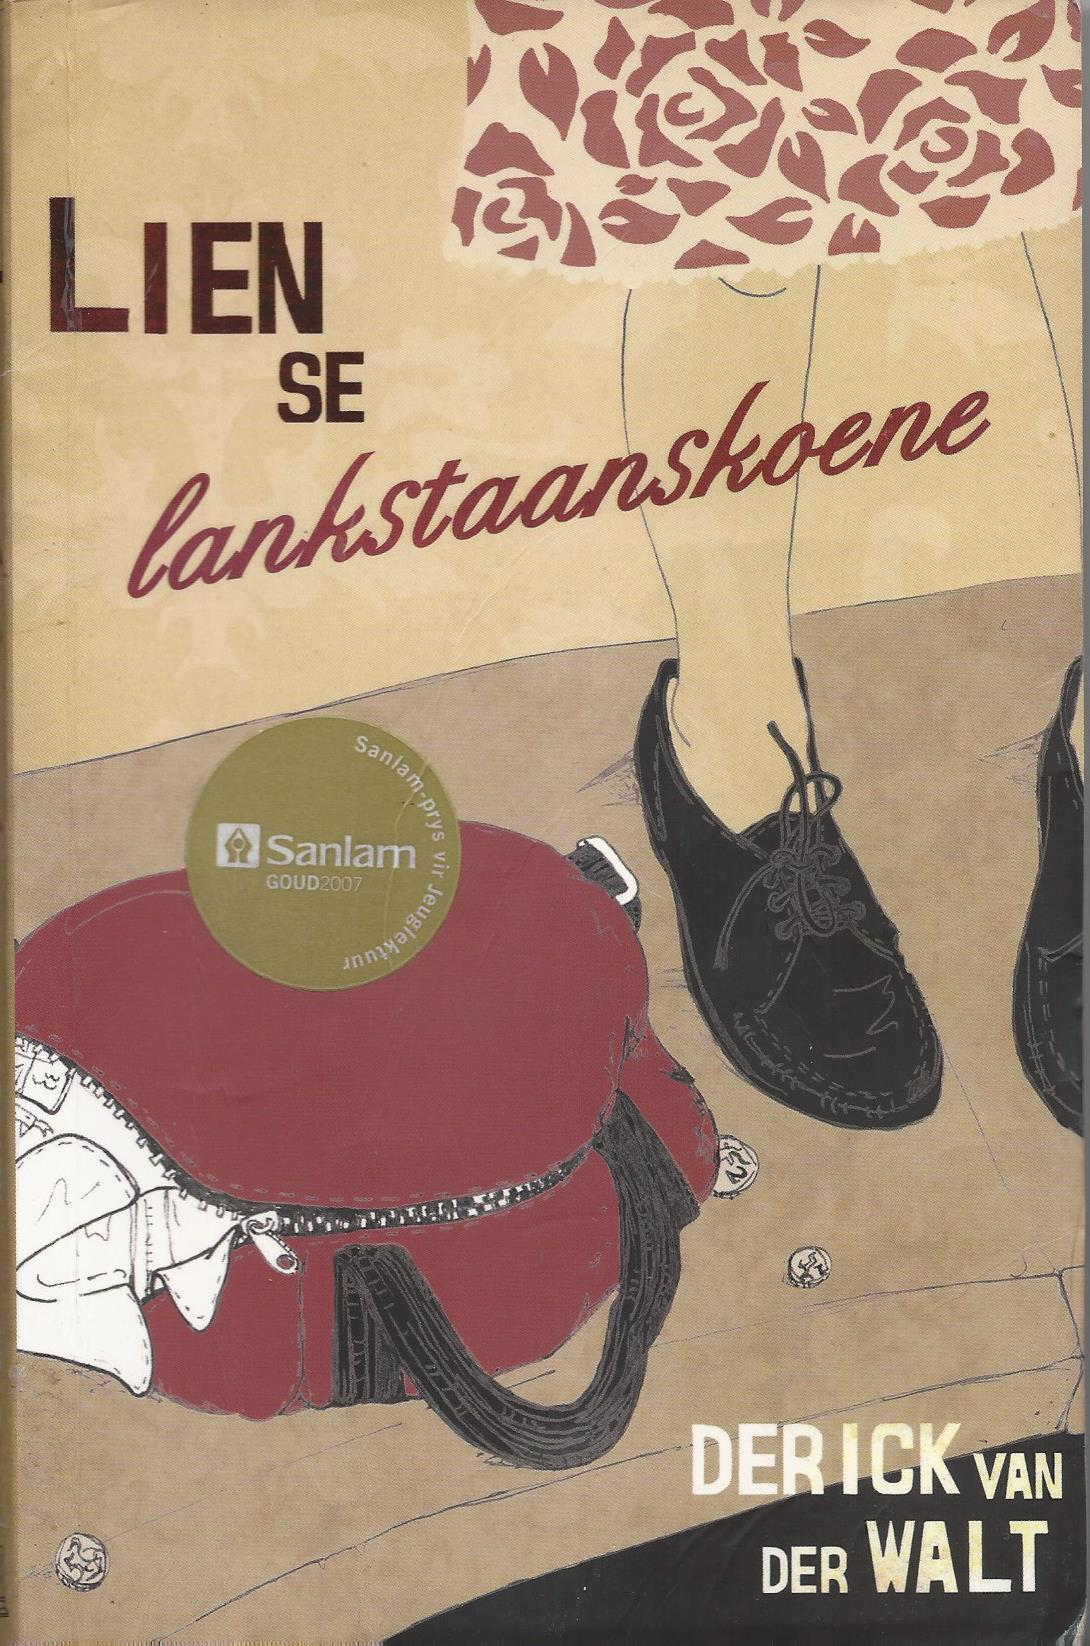 LIEN
SE
lankstaanskoene
Sanlam-prys vir Jeuglektuur
Sanlam
GOUD2007
DERICK VAN
DER WALT